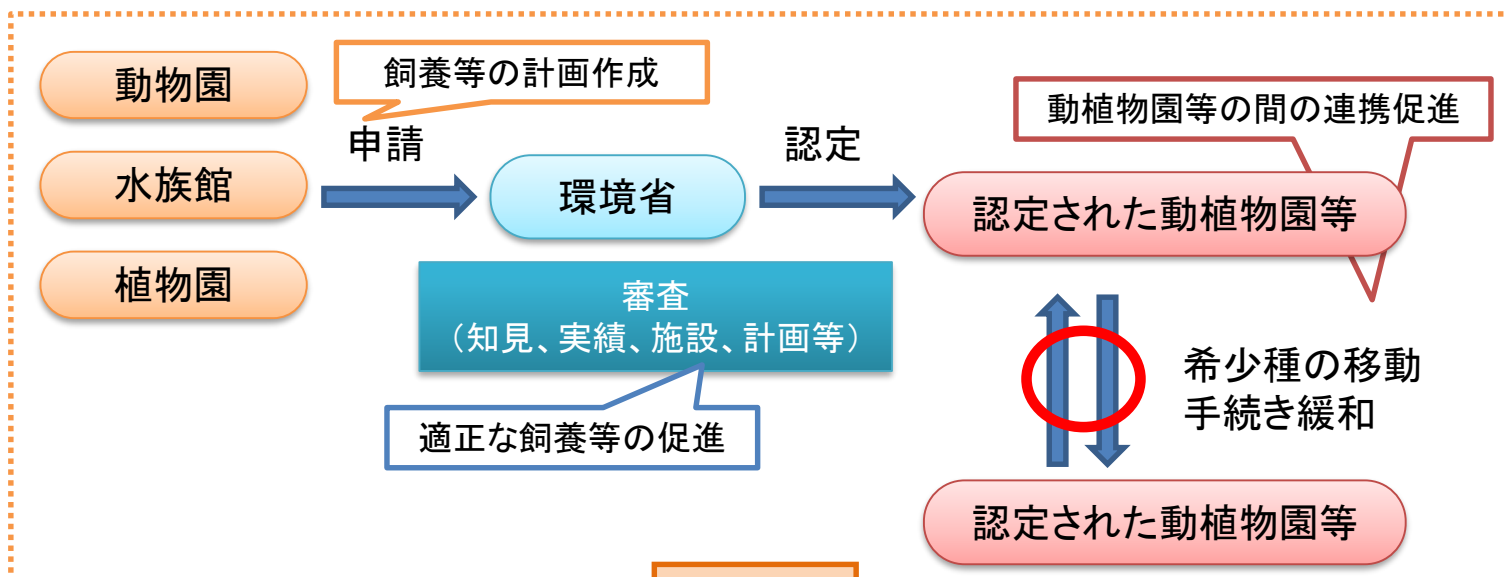 動物園
水族館
植物園
飼養等の計画作成
申請
環境省
審査
（知見、実績、施設、計画等）
適正な飼養等の促進
認定
動植物園等の間の連携促進
認定された動植物園等
希少種の移動
手続き緩和
認定された動植物園等